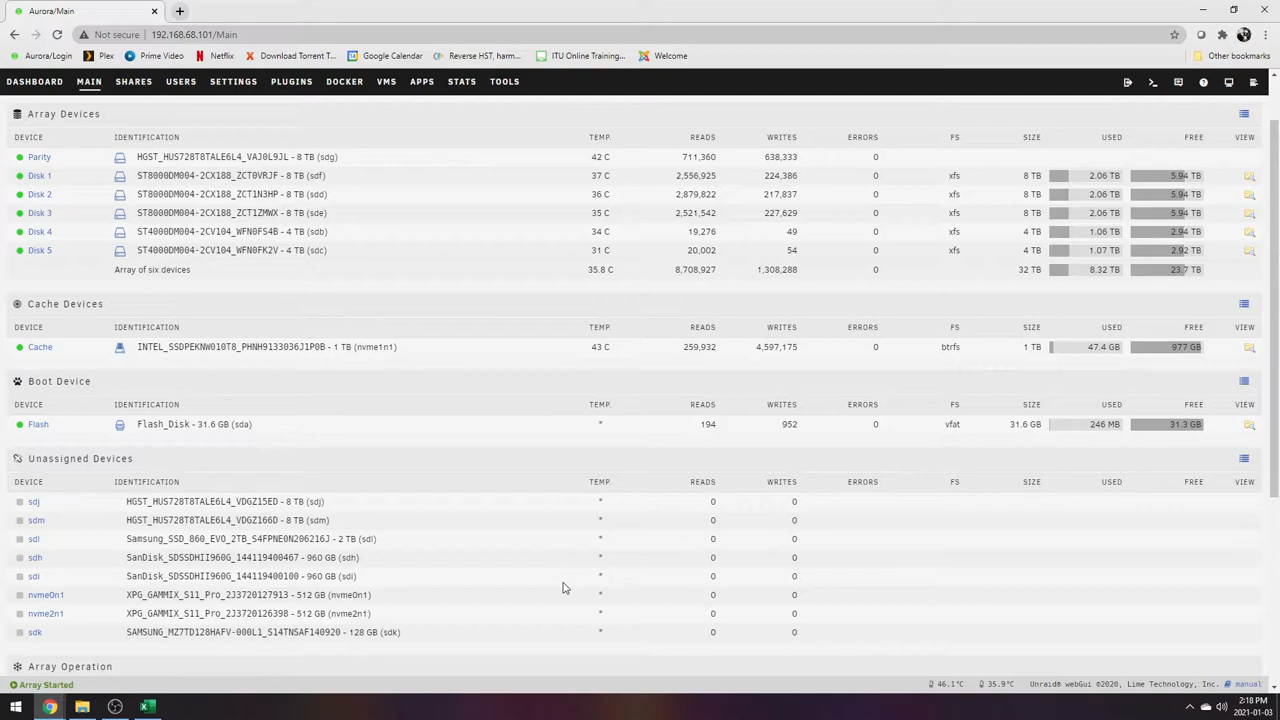 Aurora/Main
Not secure | 192.168.68.101/Main
Aurora/Login Plex Prime Video Netflix Download Torrent T... Google Calendar Reverse HST, harm... ITU Online Training... Welcome Other bookmarks
DASHBOARD MAIN SHARES USERS SETTINGS PLUGINS DOCKER VMS APPS STATS TOOLS
Array Devices
DEVICE IDENTIFICATION TEMP. READS WRITES ERRORS FS SIZE USED FREE VIEW
Parity HGST_HUS728T8TALE6L4_VAJ0L9JL - 8 TB (sdg) 42 C 711,360 638,333 0
Disk 1 ST8000DM004-2CX188_ZCT0VRJF - 8 TB (sdf) 37 C 2,556,925 224,386 0 xfs 8 TB 2.06 TB 5.94 TB
Disk 2 ST8000DM004-2CX188_ZCT1N3HP - 8 TB (sdd) 36 C 2,879,822 217,837 0 xfs 8 TB 2.06 TB 5.94 TB
Disk 3 ST8000DM004-2CX188_ZCT1ZMWX - 8 TB (sde) 35 C 2,521,542 227,629 0 xfs 8 TB 2.06 TB 5.94 TB
Disk 4 ST4000DM004-2CV104_WFN0FS4B - 4 TB (sdb) 34 C 19,276 49 0 xfs 4 TB 1.06 TB 2.94 TB
Disk 5 ST4000DM004-2CV104_WFN0FK2V - 4 TB (sdc) 31 C 20,002 54 0 xfs 4 TB 1.07 TB 2.92 TB
Array of six devices 35.8 C 8,708,927 1,308,288 0 32 TB 8.32 TB 23.7 TB
Cache Devices
DEVICE IDENTIFICATION TEMP. READS WRITES ERRORS FS SIZE USED FREE VIEW
Cache INTEL_SSDPEKNW010T8_PHNH9133036J1P0B - 1 TB (nvme1n1) 43 C 259,932 4,597,175 0 btrfs 1 TB 47.4 GB 977 GB
Boot Device
DEVICE IDENTIFICATION TEMP. READS WRITES ERRORS FS SIZE USED FREE VIEW
Flash Flash_Disk - 31.6 GB (sda) * 194 952 0 vfat 31.6 GB 246 MB 31.3 GB
Unassigned Devices
DEVICE IDENTIFICATION TEMP. READS WRITES ERRORS FS SIZE USED FREE VIEW
sdj HGST_HUS728T8TALE6L4_VDGZ15ED - 8 TB (sdj) * 0 0
sdm HGST_HUS728T8TALE6L4_VDGZ166D - 8 TB (sdm) * 0 0
sdl Samsung_SSD_860_EVO_2TB_S4FPNE0N206216J - 2 TB (sdl) * 0 0
sdh SanDisk_SDSSDHII960G_144119400467 - 960 GB (sdh) * 0 0
sdi SanDisk_SDSSDHII960G_144119400100 - 960 GB (sdi) * 0 0
nvme0n1 XPG_GAMMIX_S11_Pro_2J3720127913 - 512 GB (nvme0n1) * 0 0
nvme2n1 XPG_GAMMIX_S11_Pro_2J3720126398 - 512 GB (nvme2n1) * 0 0
sdk SAMSUNG_MZ7TD128HAFV-000L1_S14TNSAF140920 - 128 GB (sdk) * 0 0
Array Operation
Array Started 46.1°C 35.9°C Unraid® webGui ©2020, Lime Technology, Inc. manual
2:18 PM
2021-01-03